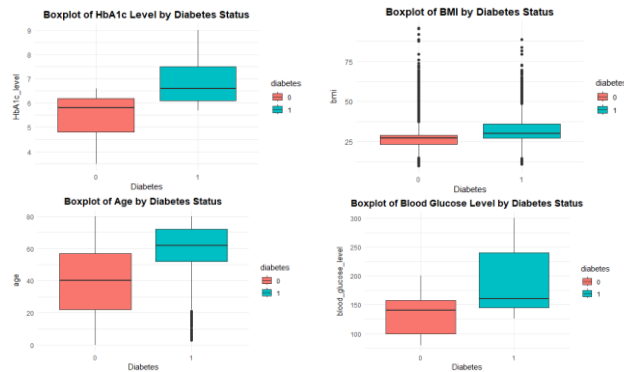 Boxplot of HbA1c Level by Diabetes Status
9
8
7
6
5
4
HbA1c_level
0
1
Diabetes
diabetes
0
1
Boxplot of BMI by Diabetes Status
75
50
25
bmi
0
1
Diabetes
diabetes
0
1
Boxplot of Age by Diabetes Status
80
60
40
20
0
age
0
1
Diabetes
diabetes
0
1
Boxplot of Blood Glucose Level by Diabetes Status
300
250
200
150
100
blood_glucose_level
0
1
Diabetes
diabetes
0
1